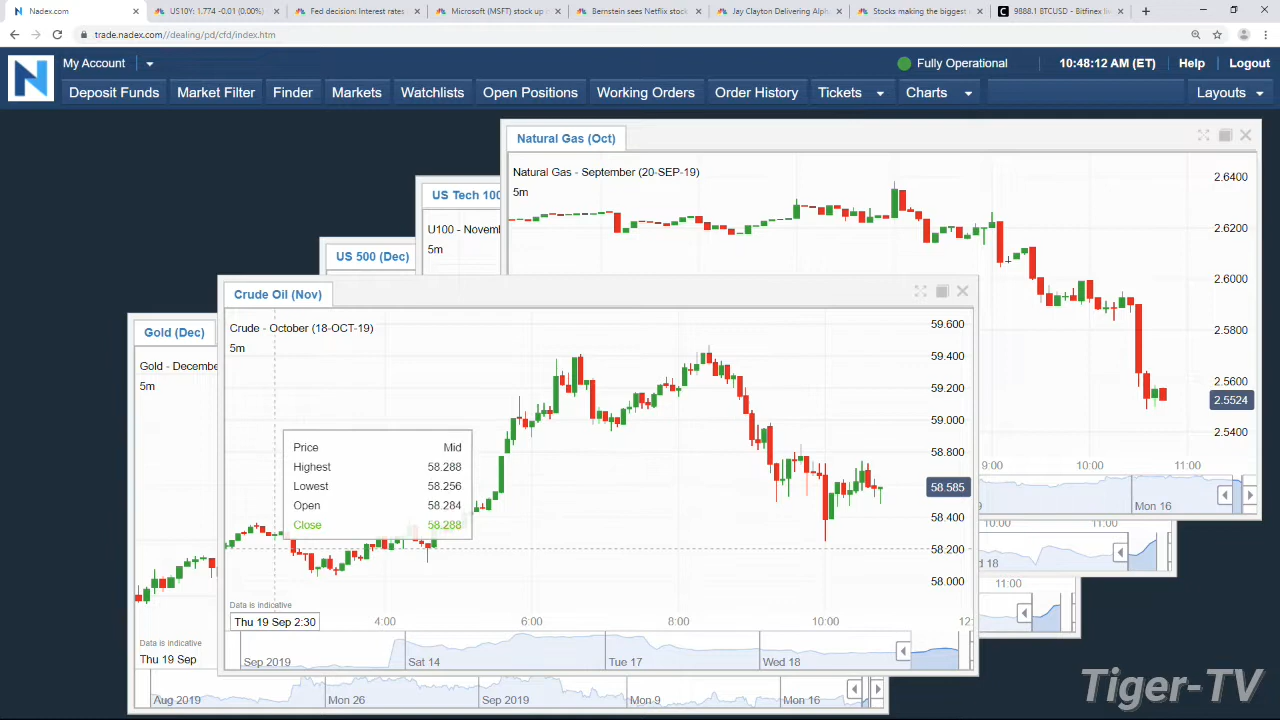 Nadex.com
US10Y: 1.774 -0.01 (0.00%)
Fed decision: Interest rates
Microsoft (MSFT) stock up
Bernstein sees Netflix stock
Jay Clayton Delivering Alph
Stocks making the biggest
9888.1 BTCUSD - Bitfinex li
trade.nadex.com//dealing/pd/cfd/index.htm
My Account
Fully Operational
10:48:12 AM (ET)
Help
Logout
Deposit Funds
Market Filter
Finder
Markets
Watchlists
Open Positions
Working Orders
Order History
Tickets
Charts
Layouts
Natural Gas (Oct)
Natural Gas - September (20-SEP-19)
5m
2.6400
2.6200
2.6000
2.5800
2.5600
2.5524
2.5400
9:00
10:00
11:00
Mon 16
US Tech 100
U100 - Novem
5m
10:00
11:00
18
US 500 (Dec)
11:00
Crude Oil (Nov)
Crude - October (18-OCT-19)
5m
59.600
59.400
59.200
59.000
58.800
58.585
58.400
58.200
58.000
Price Mid
Highest 58.288
Lowest 58.256
Open 58.284
Close 58.288
Data is indicative
Thu 19 Sep 2:30
4:00
6:00
8:00
10:00
12:
Sep 2019
Sat 14
Tue 17
Wed 18
Gold (Dec)
Gold - Decembe
5m
Data is indicative
Thu 19 Sep
Aug 2019
Mon 26
Sep 2019
Mon 9
Mon 16
Tiger-TV